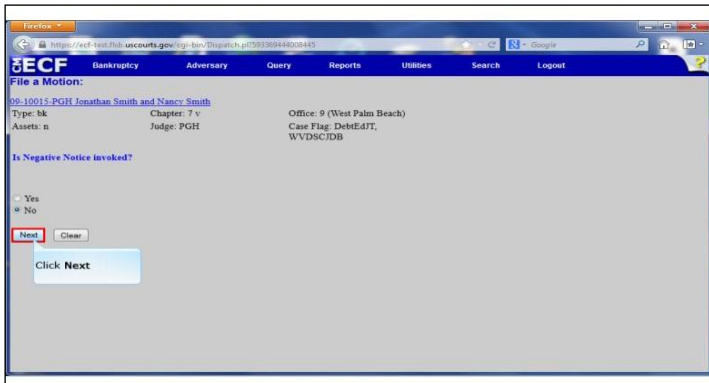 Firefox
https://ecf-test.flsb.uscourts.gov/cgi-bin/Dispatch.pl?593369444008445
Google
CM ECF Bankruptcy Adversary Query Reports Utilities Search Logout ?
File a Motion:
09-10015-PGH Jonathan Smith and Nancy Smith
Type: bk Chapter: 7 v Office: 9 (West Palm Beach)
Assets: n Judge: PGH Case Flag: DebtEdJT,
WVDSCJDB
Is Negative Notice invoked?
Yes
No
Next Clear
Click Next